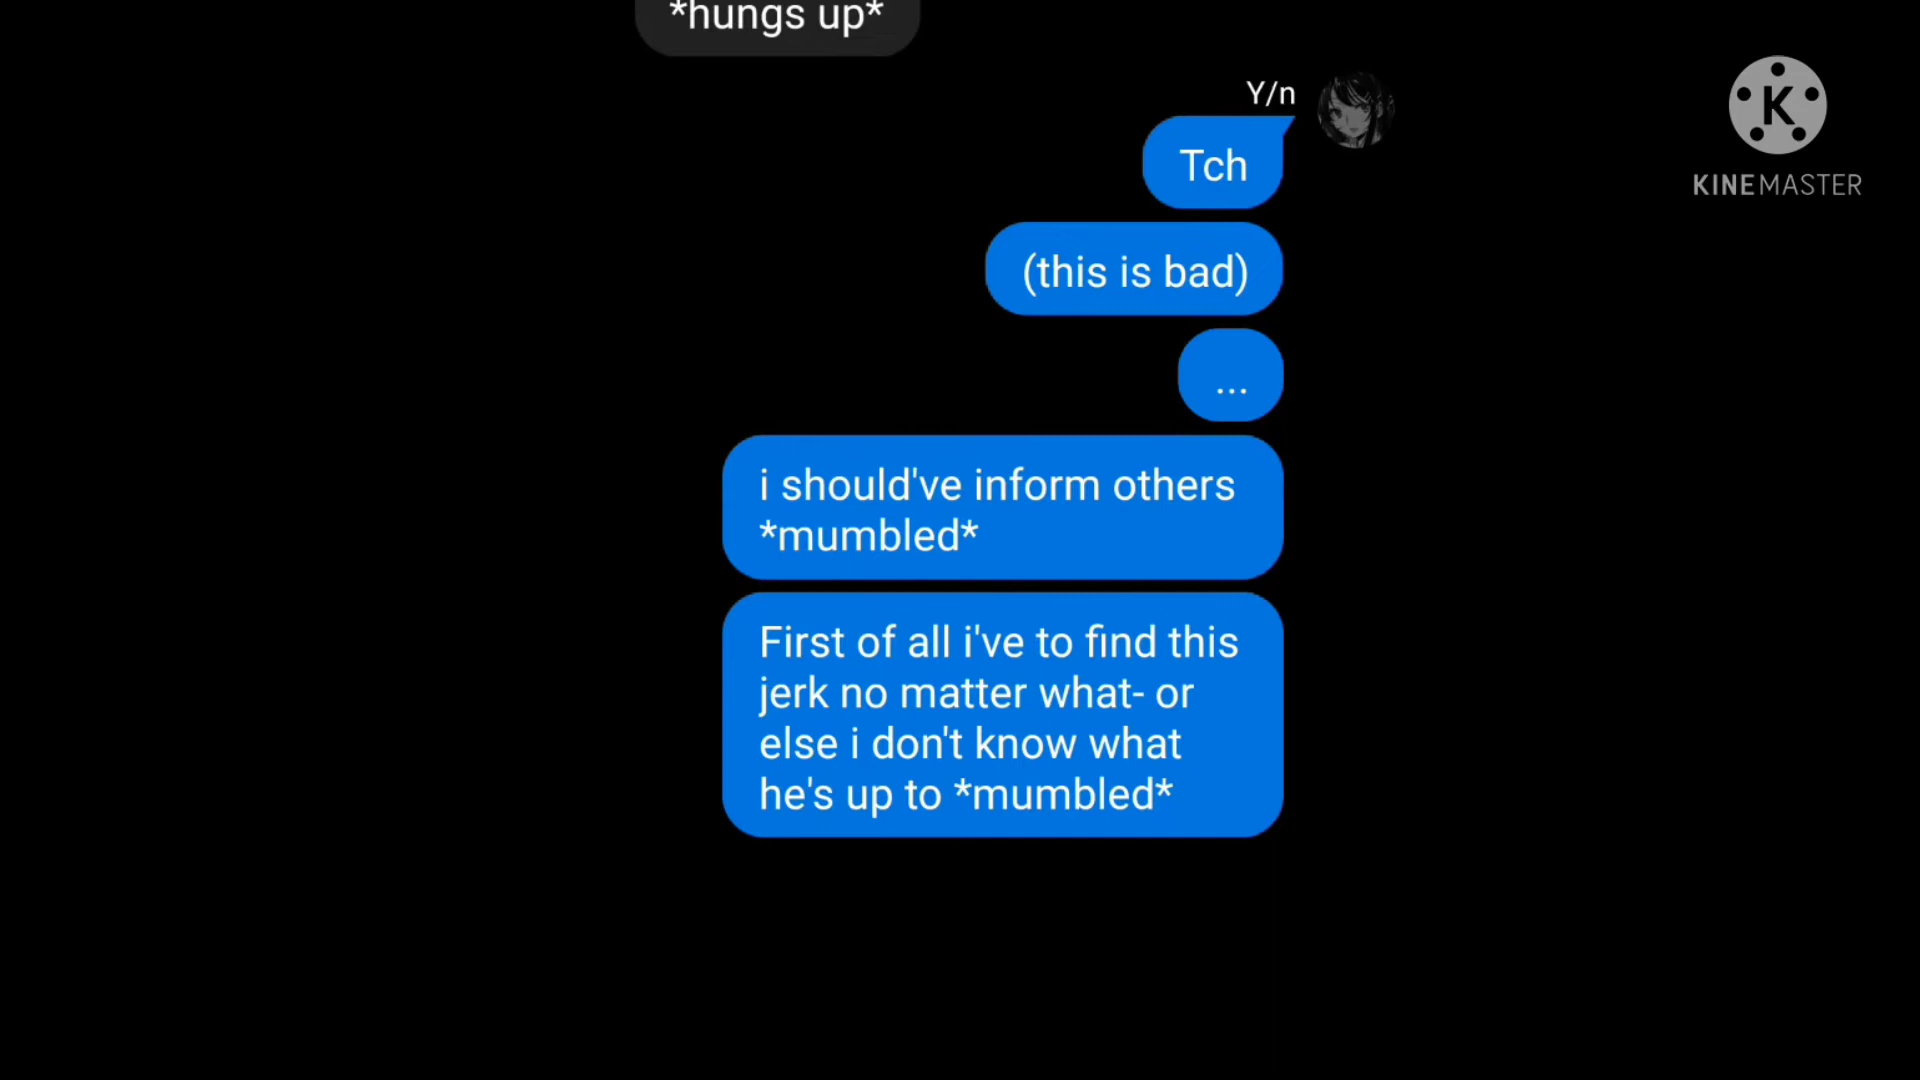 *hungs up*
Y/n
Tch
(this is bad)
...
i should've inform others
*mumbled*
First of all i've to find this
jerk no matter what- or
else i don't know what
he's up to *mumbled*
K
KINEMASTER